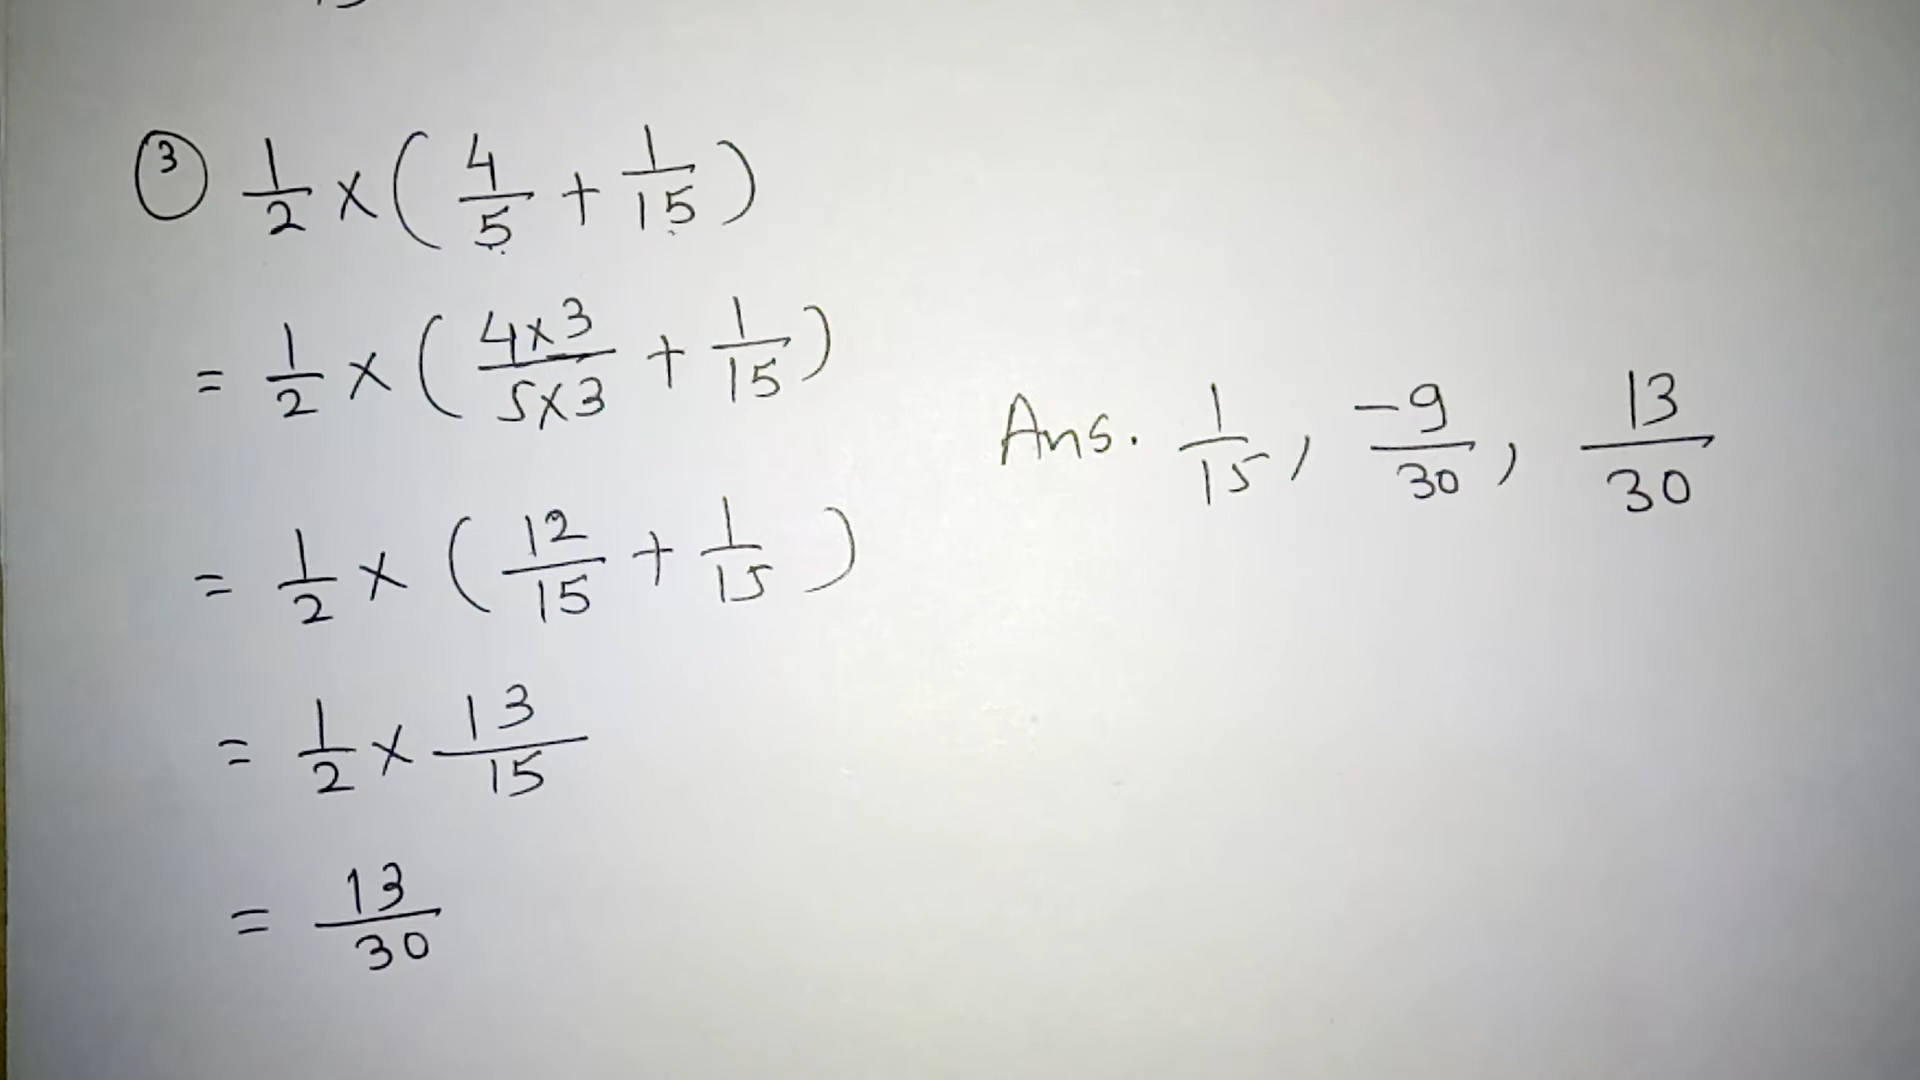 ③ 1/2 × ( 4/5 + 1/15 )
= 1/2 × ( 4×3/5×3 + 1/15 )
= 1/2 × ( 12/15 + 1/15 )
= 1/2 × 13/15
= 13/30
Ans. 1/15, -9/30, 13/30